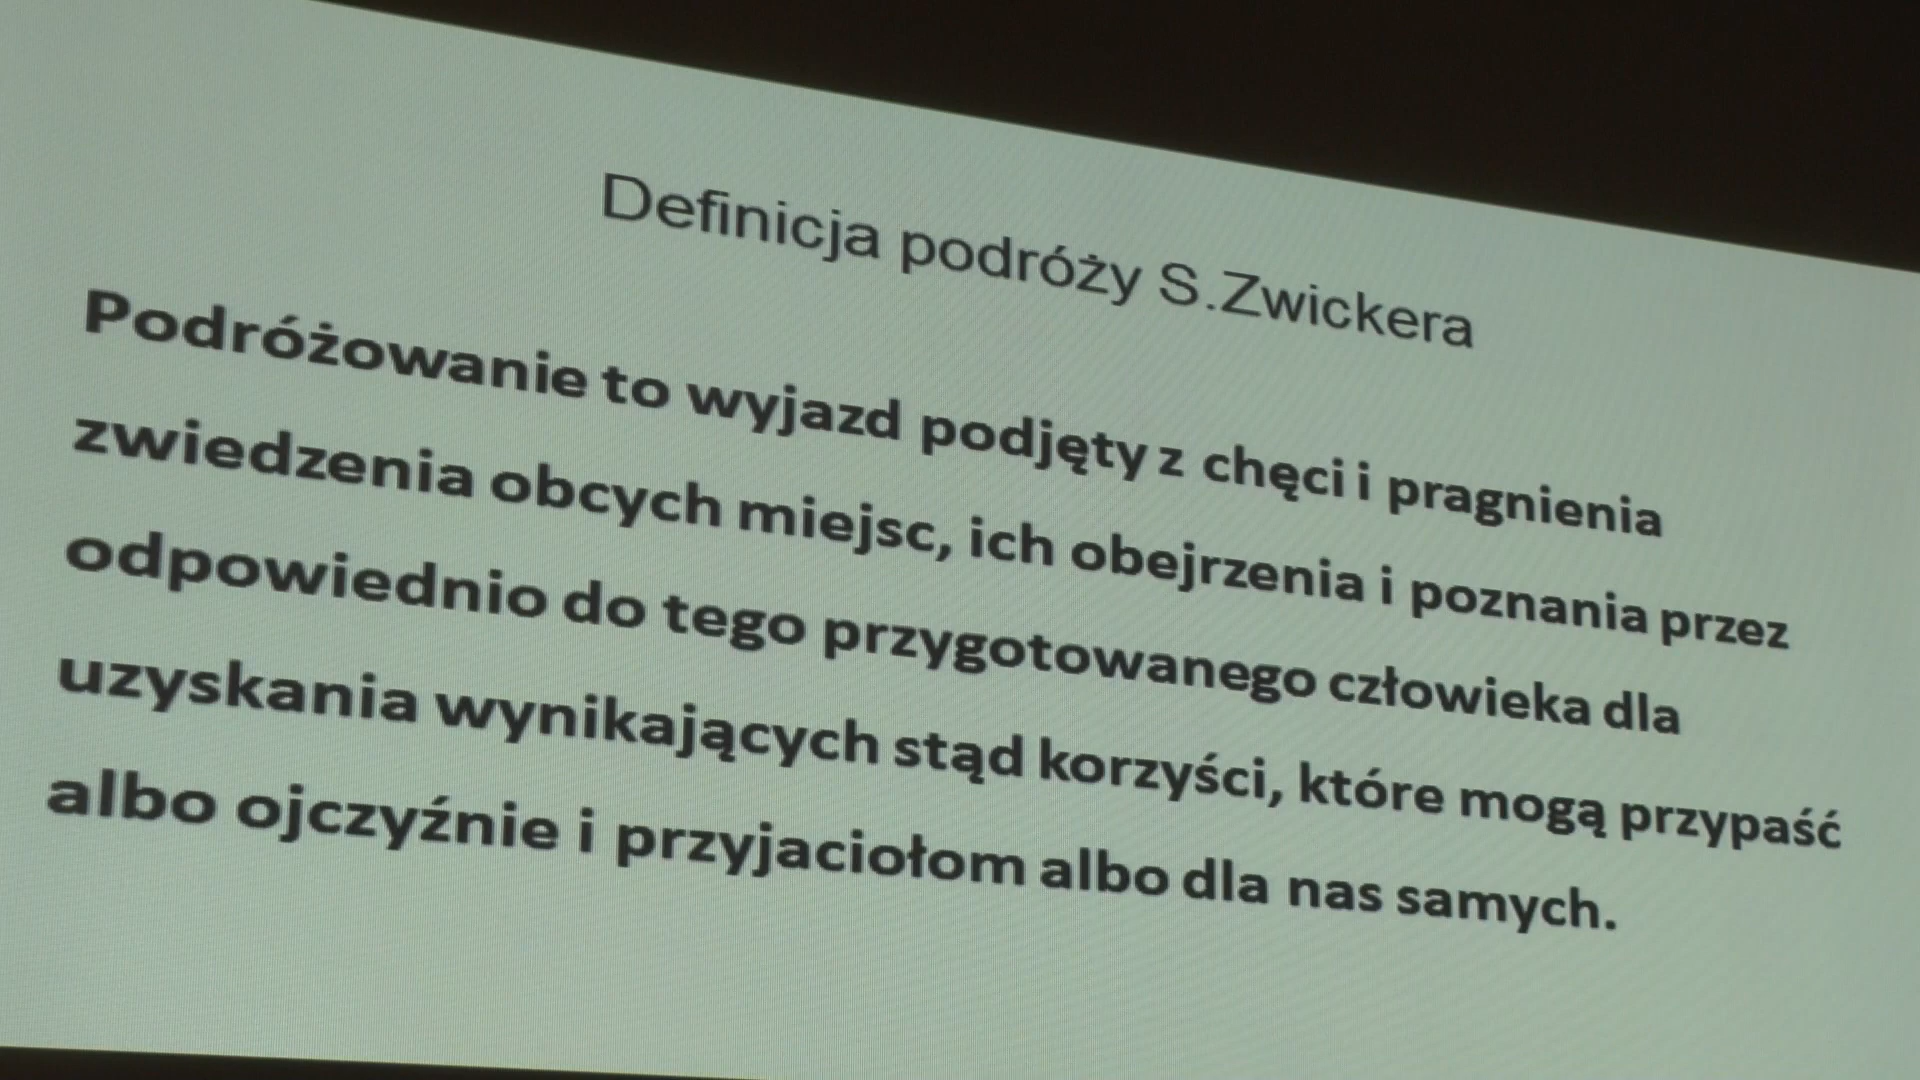 Definicja podróży S.Zwickera
Podróżowanie to wyjazd podjęty z chęci i pragnienia
zwiedzenia obcych miejsc, ich obejrzenia i poznania przez
odpowiednio do tego przygotowanego człowieka dla
uzyskania wynikających stąd korzyści, które mogą przypaść
albo ojczyźnie i przyjaciołom albo dla nas samych.